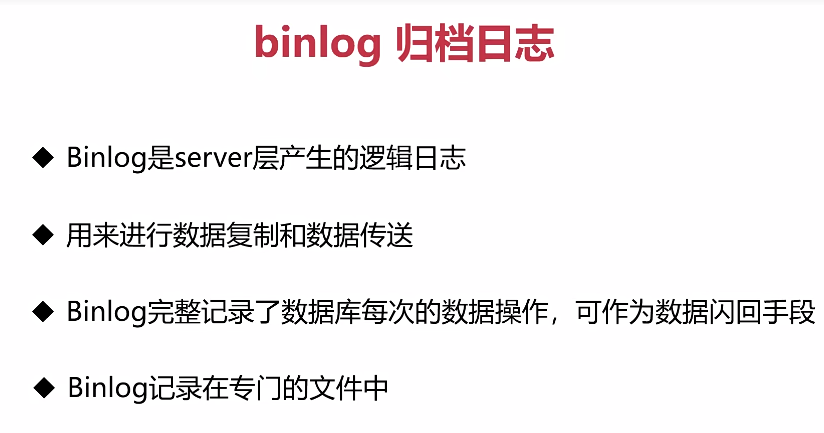 binlog 归档日志
◆ Binlog是server层产生的逻辑日志
◆ 用来进行数据复制和数据传送
◆ Binlog完整记录了数据库每次的数据操作，可作为数据闪回手段
◆ Binlog记录在专门的文件中